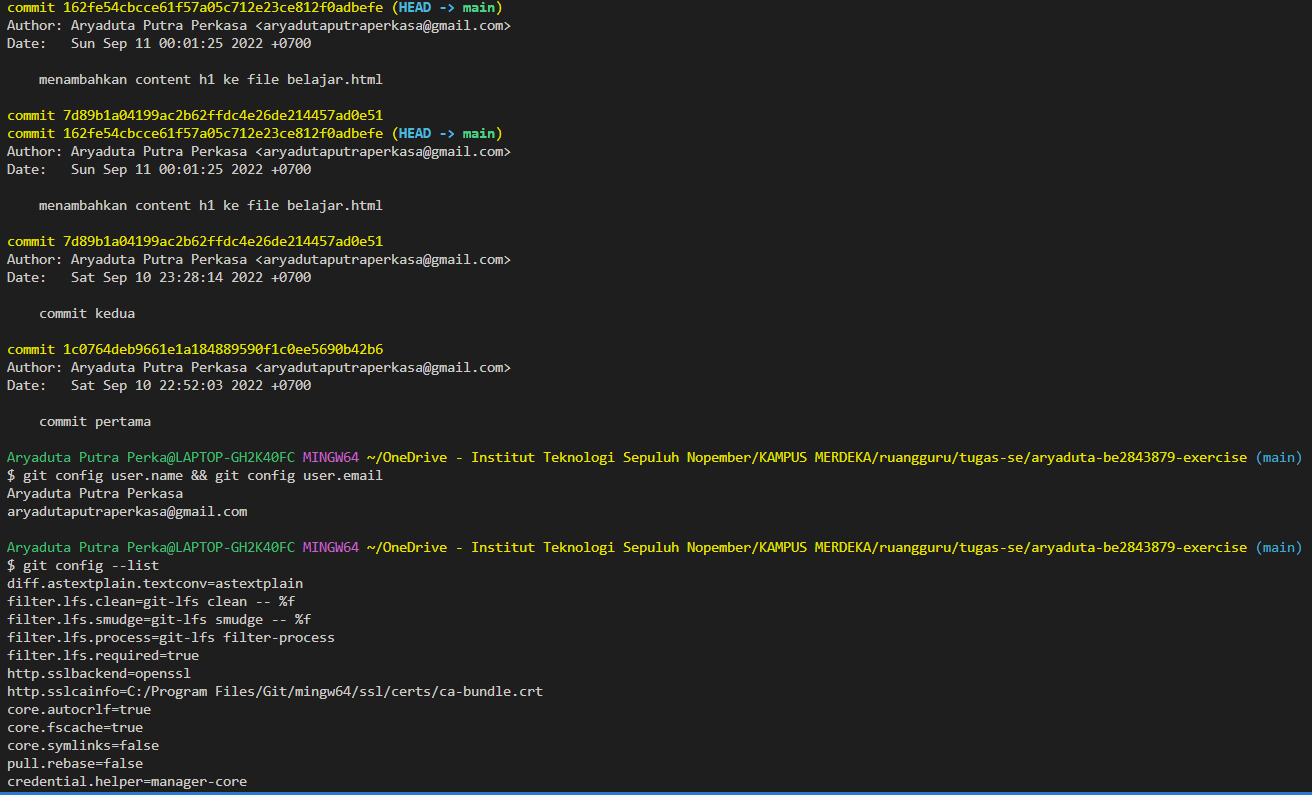 commit 162fe54cbcce61f57a05c712e23ce812f0adbefe (HEAD -> main)
Author: Aryaduta Putra Perkasa <aryadutaputraperkasa@gmail.com>
Date:   Sun Sep 11 00:01:25 2022 +0700

    menambahkan content h1 ke file belajar.html

commit 7d89b1a04199ac2b62ffdc4e26de214457ad0e51
commit 162fe54cbcce61f57a05c712e23ce812f0adbefe (HEAD -> main)
Author: Aryaduta Putra Perkasa <aryadutaputraperkasa@gmail.com>
Date:   Sun Sep 11 00:01:25 2022 +0700

    menambahkan content h1 ke file belajar.html

commit 7d89b1a04199ac2b62ffdc4e26de214457ad0e51
Author: Aryaduta Putra Perkasa <aryadutaputraperkasa@gmail.com>
Date:   Sat Sep 10 23:28:14 2022 +0700

    commit kedua

commit 1c0764deb9661e1a184889590f1c0ee5690b42b6
Author: Aryaduta Putra Perkasa <aryadutaputraperkasa@gmail.com>
Date:   Sat Sep 10 22:52:03 2022 +0700

    commit pertama

Aryaduta Putra Perka@LAPTOP-GH2K40FC MINGW64 ~/OneDrive - Institut Teknologi Sepuluh Nopember/KAMPUS MERDEKA/ruangguru/tugas-se/aryaduta-be2843879-exercise (main)
$ git config user.name && git config user.email
Aryaduta Putra Perkasa
aryadutaputraperkasa@gmail.com

Aryaduta Putra Perka@LAPTOP-GH2K40FC MINGW64 ~/OneDrive - Institut Teknologi Sepuluh Nopember/KAMPUS MERDEKA/ruangguru/tugas-se/aryaduta-be2843879-exercise (main)
$ git config --list
diff.astextplain.textconv=astextplain
filter.lfs.clean=git-lfs clean -- %f
filter.lfs.smudge=git-lfs smudge -- %f
filter.lfs.process=git-lfs filter-process
filter.lfs.required=true
http.sslbackend=openssl
http.sslcainfo=C:/Program Files/Git/mingw64/ssl/certs/ca-bundle.crt
core.autocrlf=true
core.fscache=true
core.symlinks=false
pull.rebase=false
credential.helper=manager-core